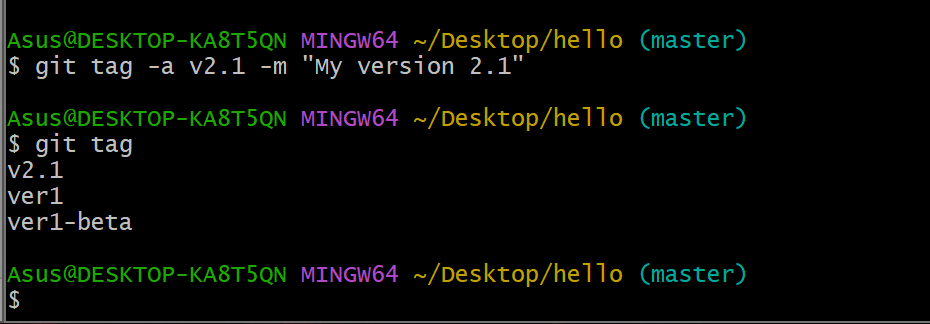 Asus@DESKTOP-KA8T5QN MINGW64 ~/Desktop/hello (master)
$ git tag -a v2.1 -m "My version 2.1"
Asus@DESKTOP-KA8T5QN MINGW64 ~/Desktop/hello (master)
$ git tag
v2.1
ver1
ver1-beta
Asus@DESKTOP-KA8T5QN MINGW64 ~/Desktop/hello (master)
$